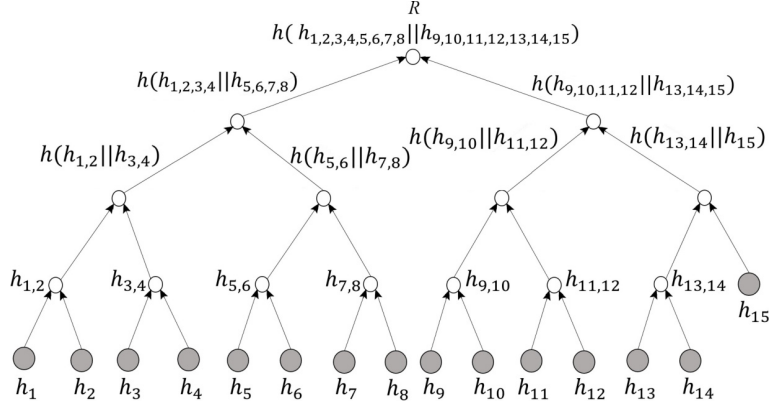 R
h( h1,2,3,4,5,6,7,8||h9,10,11,12,13,14,15)
h(h1,2,3,4||h5,6,7,8) h(h9,10,11,12||h13,14,15)
h(h1,2||h3,4) h(h5,6||h7,8) h(h9,10||h11,12) h(h13,14||h15)
h1,2 h3,4 h5,6 h7,8 h9,10 h11,12 h13,14 h15
h1 h2 h3 h4 h5 h6 h7 h8 h9 h10 h11 h12 h13 h14